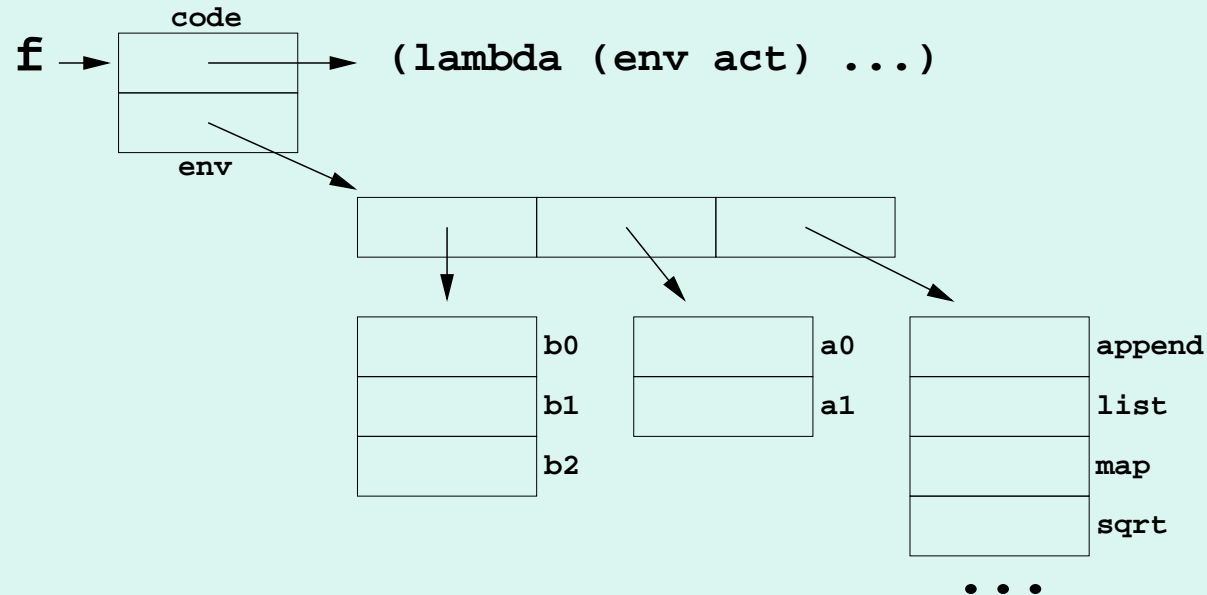 code
f (lambda (env act) ...)
env
b0 a0 append
b1 a1 list
b2 map
sqrt
...